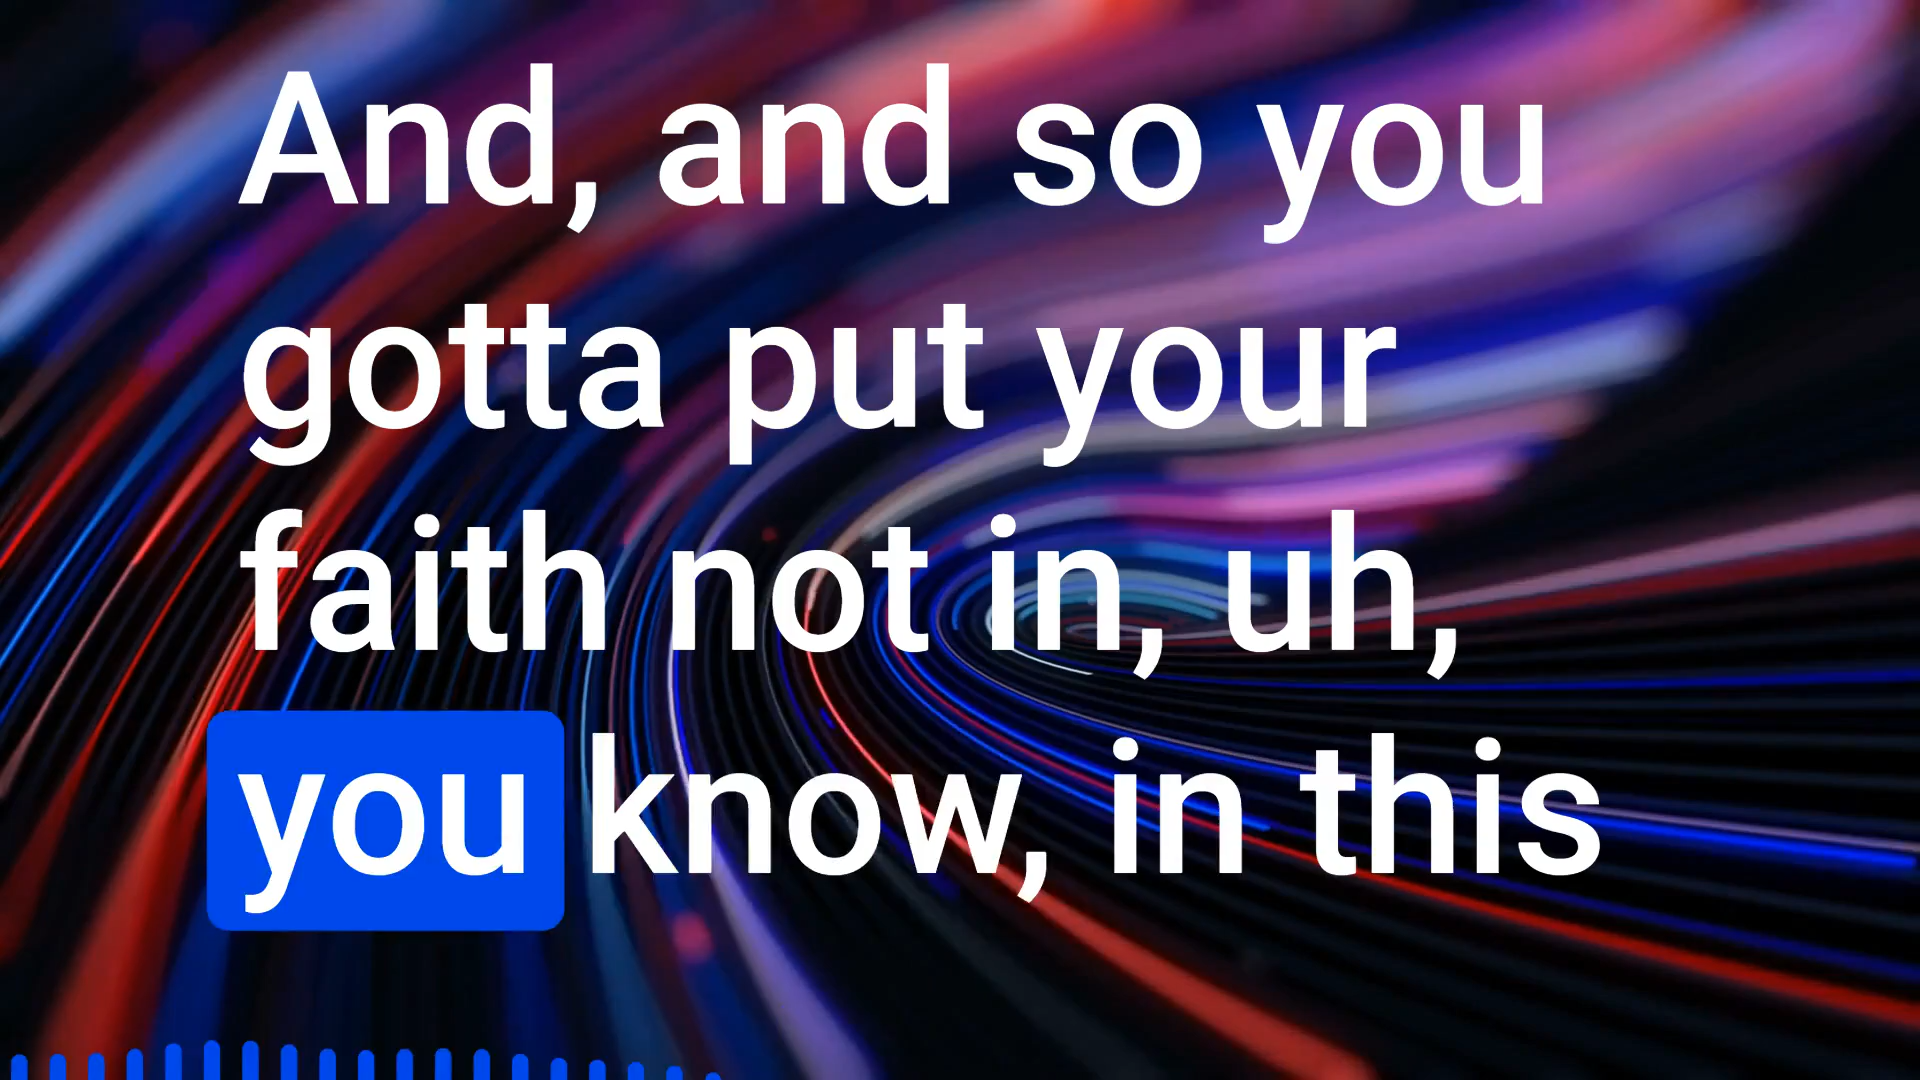 And, and so you
gotta put your
faith not in, uh,
you know, in this